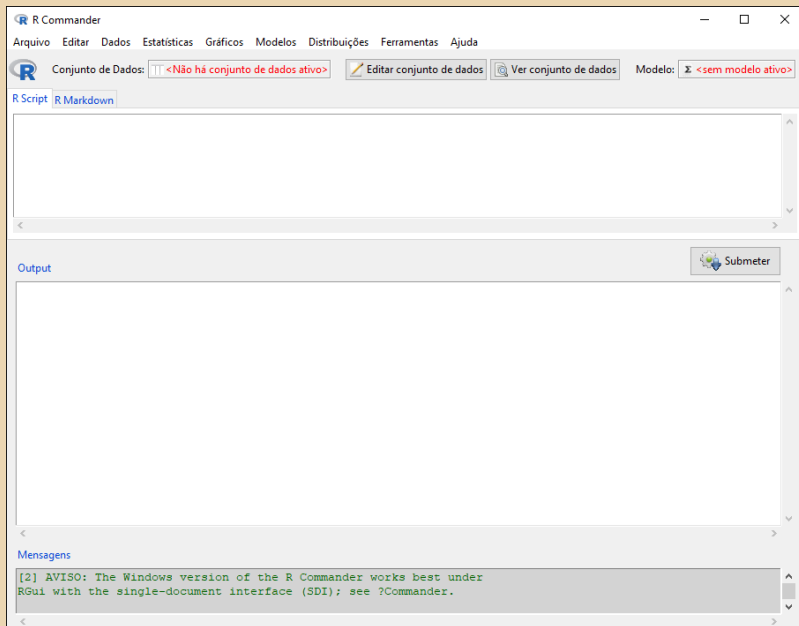 R Commander
Arquivo Editar Dados Estatísticas Gráficos Modelos Distribuições Ferramentas Ajuda
R Conjunto de Dados: <Não há conjunto de dados ativo> Editar conjunto de dados Ver conjunto de dados Modelo: Σ <sem modelo ativo>
R Script R Markdown
Submeter
Output
Mensagens
[2] AVISO: The Windows version of the R Commander works best under
RGui with the single-document interface (SDI); see ?Commander.